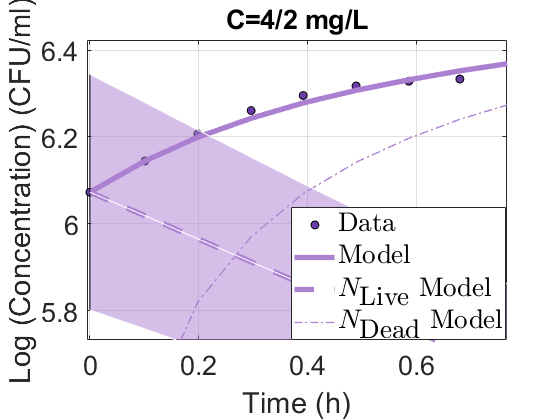 C=4/2 mg/L
Log (Concentration) (CFU/ml)
6.4
6.2
6
5.8
0
0.2
0.4
0.6
Time (h)
Data
Model
N_Live Model
N_Dead Model